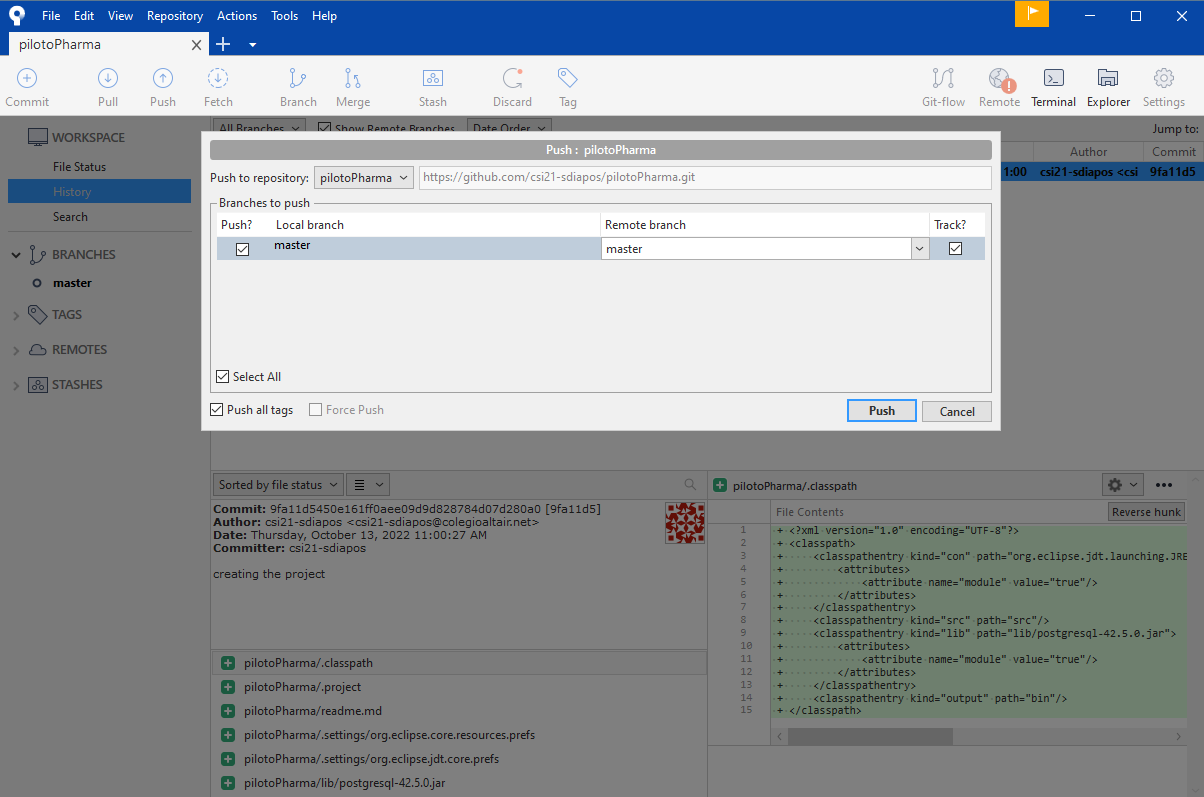 File Edit View Repository Actions Tools Help
pilotoPharma
Commit Pull Push Fetch Branch Merge Stash Discard Tag Git-flow Remote Terminal Explorer Settings
WORKSPACE
File Status
History
Search
BRANCHES
master
TAGS
REMOTES
STASHES
All Branches Show Remote Branches Date Order Jump to:
Author Commit
1:00 csi21-sdiapos <csi 9fa11d5
Push : pilotoPharma
Push to repository: pilotoPharma https://github.com/csi21-sdiapos/pilotoPharma.git
Branches to push
Push? Local branch Remote branch Track?
master master
Select All
Push all tags Force Push Push Cancel
Sorted by file status
Commit: 9fa11d5450e161ff0aee09d9d828784d07d280a0 [9fa11d5]
Author: csi21-sdiapos <csi21-sdiapos@colegioaltair.net>
Date: Thursday, October 13, 2022 11:00:27 AM
Committer: csi21-sdiapos
creating the project
pilotoPharma/.classpath
pilotoPharma/.project
pilotoPharma/readme.md
pilotoPharma/.settings/org.eclipse.core.resources.prefs
pilotoPharma/.settings/org.eclipse.jdt.core.prefs
pilotoPharma/lib/postgresql-42.5.0.jar
pilotoPharma/.classpath
File Contents Reverse hunk
1 + <?xml version="1.0" encoding="UTF-8"?>
2 + <classpath>
3 + <classpathentry kind="con" path="org.eclipse.jdt.launching.JRE
4 + <attributes>
5 + <attribute name="module" value="true"/>
6 + </attributes>
7 + </classpathentry>
8 + <classpathentry kind="src" path="src"/>
9 + <classpathentry kind="lib" path="lib/postgresql-42.5.0.jar">
10 + <attributes>
11 + <attribute name="module" value="true"/>
12 + </attributes>
13 + </classpathentry>
14 + <classpathentry kind="output" path="bin"/>
15 + </classpath>